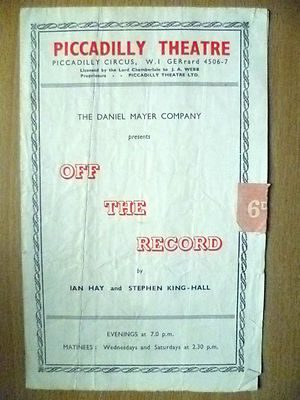 PICCADILLY THEATRE
PICCADILLY CIRCUS, W.1 GERrard 4506-7
Licensed by the Lord Chamberlain to J. A. WEBB
Proprietors - - PICCADILLY THEATRE LTD.
THE DANIEL MAYER COMPANY
presents
OFF
THE
RECORD
6D
by
IAN HAY and STEPHEN KING-HALL
EVENINGS at 7.0 p.m.
MATINEES: Wednesdays and Saturdays at 2.30 p.m.